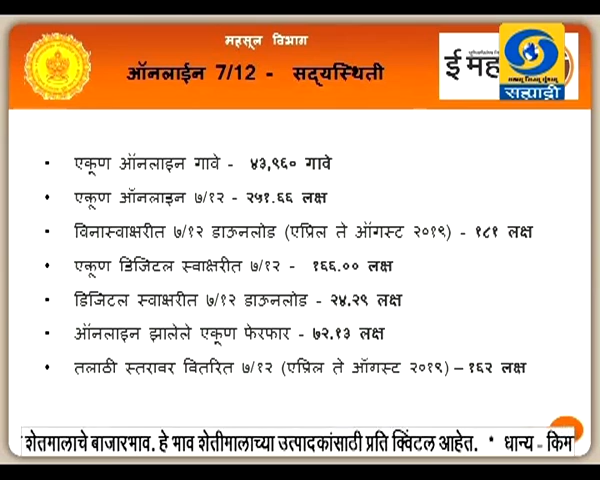 महसूल विभाग
ऑनलाईन 7/12 - सद्यस्थिती
ई मह
सह्याद्री
एकूण ऑनलाइन गावे - ४३,९६० गावे
एकूण ऑनलाइन ७/१२ - २५१.६६ लक्ष
विनास्वाक्षरीत ७/१२ डाऊनलोड (एप्रिल ते ऑगस्ट २०१९) - १८१ लक्ष
एकूण डिजिटल स्वाक्षरीत ७/१२ - १६६.०० लक्ष
डिजिटल स्वाक्षरीत ७/१२ डाऊनलोड - २४.२९ लक्ष
ऑनलाइन झालेले एकूण फेरफार - ७२.१३ लक्ष
तलाठी स्तरावर वितरित ७/१२ (एप्रिल ते ऑगस्ट २०१९) – १६२ लक्ष
शेतमालाचे बाजारभाव. हे भाव शेतीमालाच्या उत्पादकांसाठी प्रति क्विंटल आहेत. * धान्य - किम